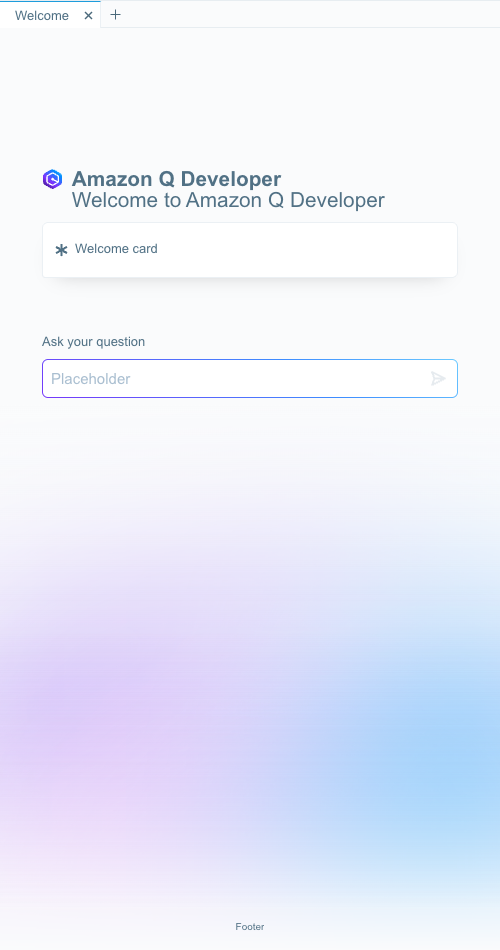 Welcome
Amazon Q Developer
Welcome to Amazon Q Developer
Welcome card
Ask your question
Placeholder
Footer